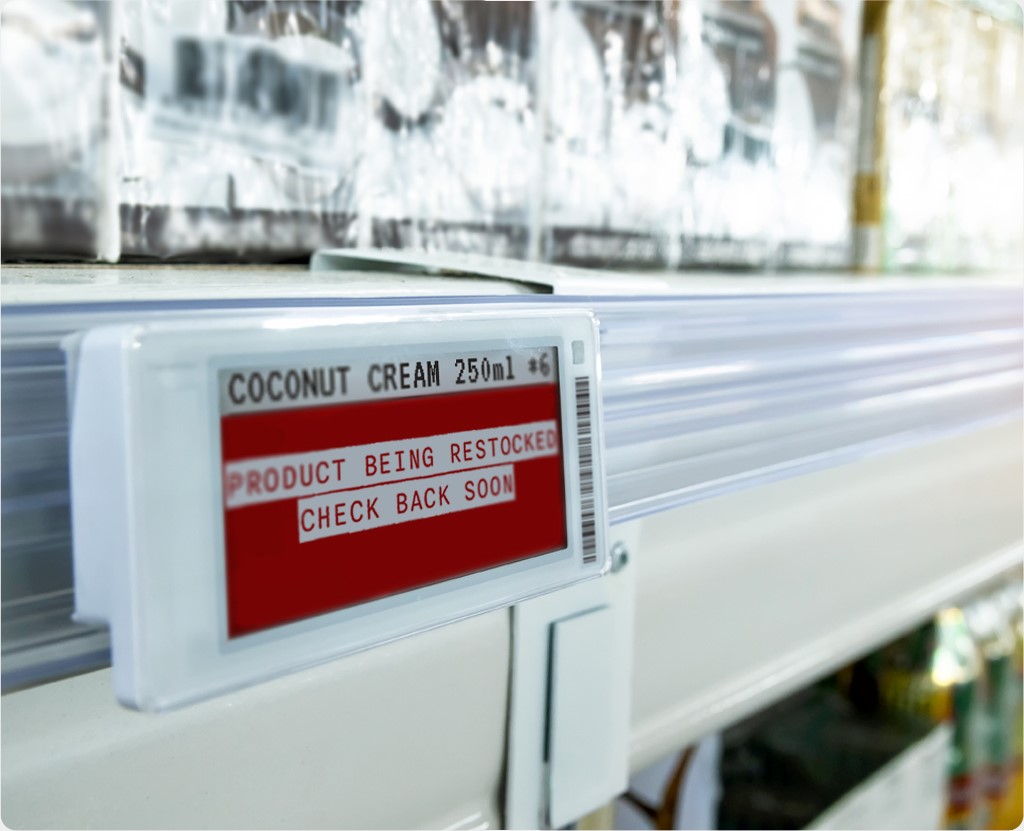 COCONUT CREAM 250ml *6
PRODUCT BEING RESTOCKED
CHECK BACK SOON